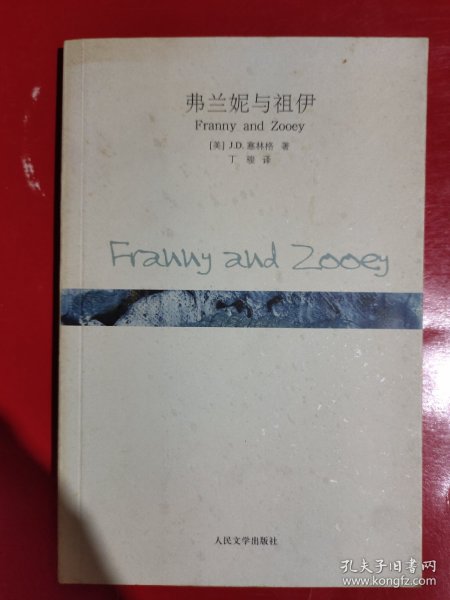 弗兰妮与祖伊
Franny and Zooey
[美] J.D. 塞林格 著
丁骏 译
Franny and Zooey
人民文学出版社
孔夫子旧书网
www.kongfz.com